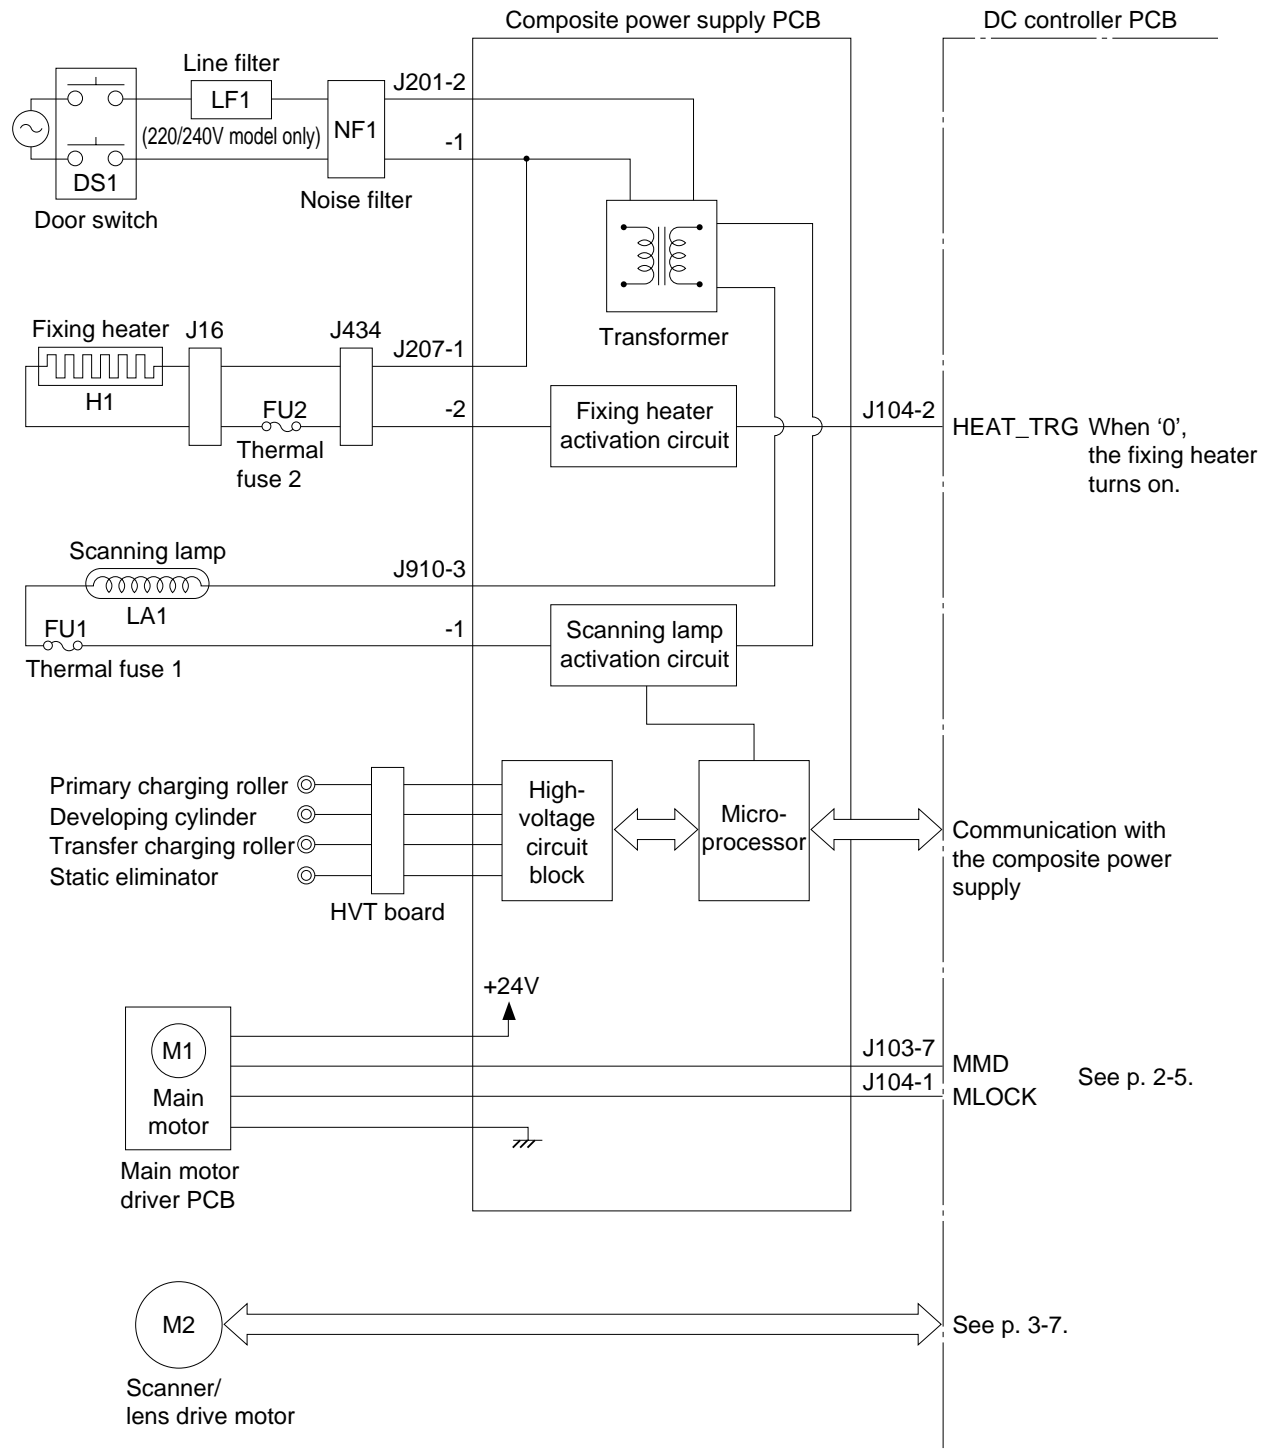 Composite power supply PCB
DC controller PCB
Line filter
J201-2
LF1
(220/240V model only)
NF1
-1
DS1
Door switch
Noise filter
Transformer
Fixing heater
J16
J434
J207-1
H1
FU2
-2
Fixing heater
activation circuit
J104-2
HEAT_TRG
When ‘0’,
the fixing heater
turns on.
Thermal
fuse 2
Scanning lamp
J910-3
LA1
FU1
-1
Scanning lamp
activation circuit
Thermal fuse 1
Primary charging roller
Developing cylinder
Transfer charging roller
Static eliminator
HVT board
High-
voltage
circuit
block
Micro-
processor
Communication with
the composite power
supply
+24V
M1
Main
motor
J103-7
MMD
J104-1
MLOCK
See p. 2-5.
Main motor
driver PCB
M2
See p. 3-7.
Scanner/
lens drive motor